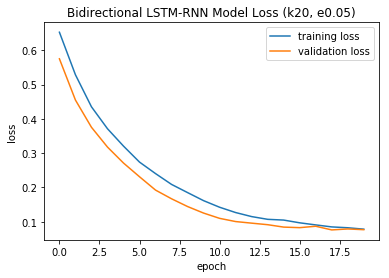 Bidirectional LSTM-RNN Model Loss (k20, e0.05)
training loss
validation loss
loss
0.6
0.5
0.4
0.3
0.2
0.1
0.0 2.5 5.0 7.5 10.0 12.5 15.0 17.5
epoch